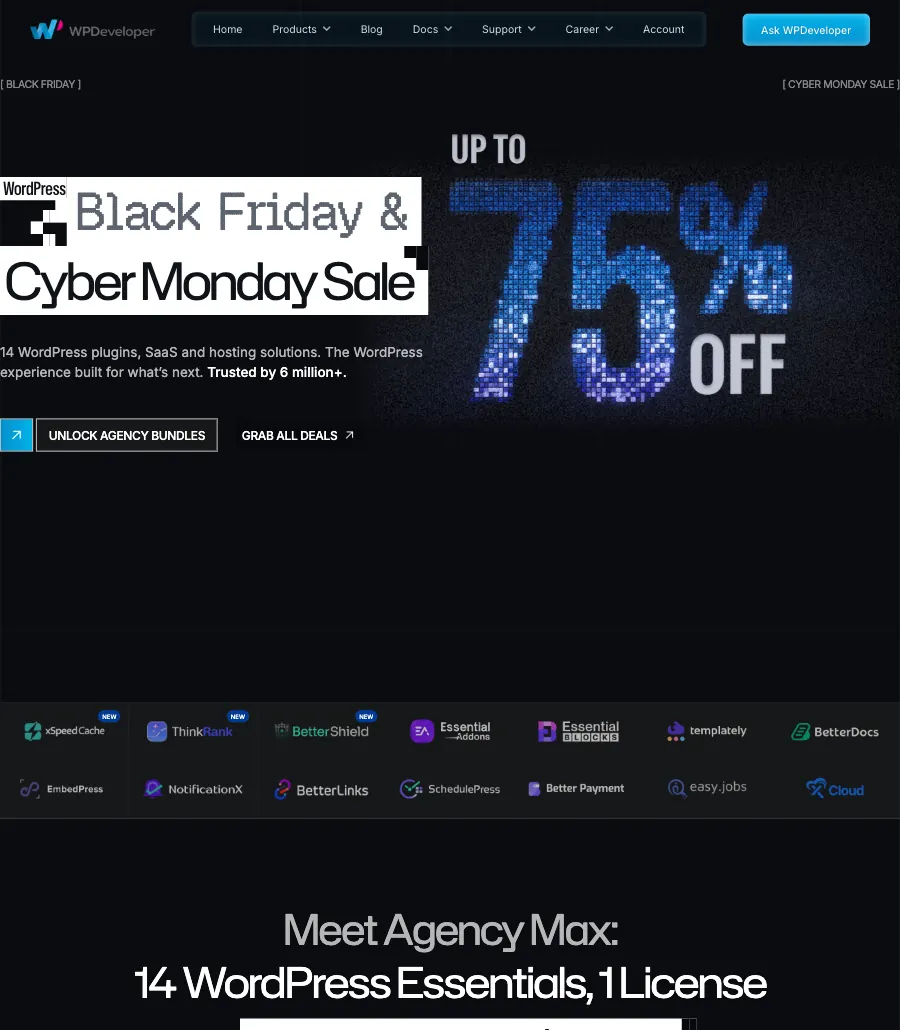 WPDeveloper
Home
Products
Blog
Docs
Support
Career
Account
Ask WPDeveloper
[ BLACK FRIDAY ]
[ CYBER MONDAY SALE ]
UP TO
75%
OFF
WordPress
Black Friday &
Cyber Monday Sale
14 WordPress plugins, SaaS and hosting solutions. The WordPress
experience built for what’s next. Trusted by 6 million+.
UNLOCK AGENCY BUNDLES
GRAB ALL DEALS
NEW
NEW
NEW
xSpeedCache
ThinkRank
BetterShield
Essential
Addons
Essential
BLOCKS
templately
BetterDocs
EmbedPress
NotificationX
BetterLinks
SchedulePress
Better Payment
easy.jobs
Cloud
Meet Agency Max:
14 WordPress Essentials, 1 License